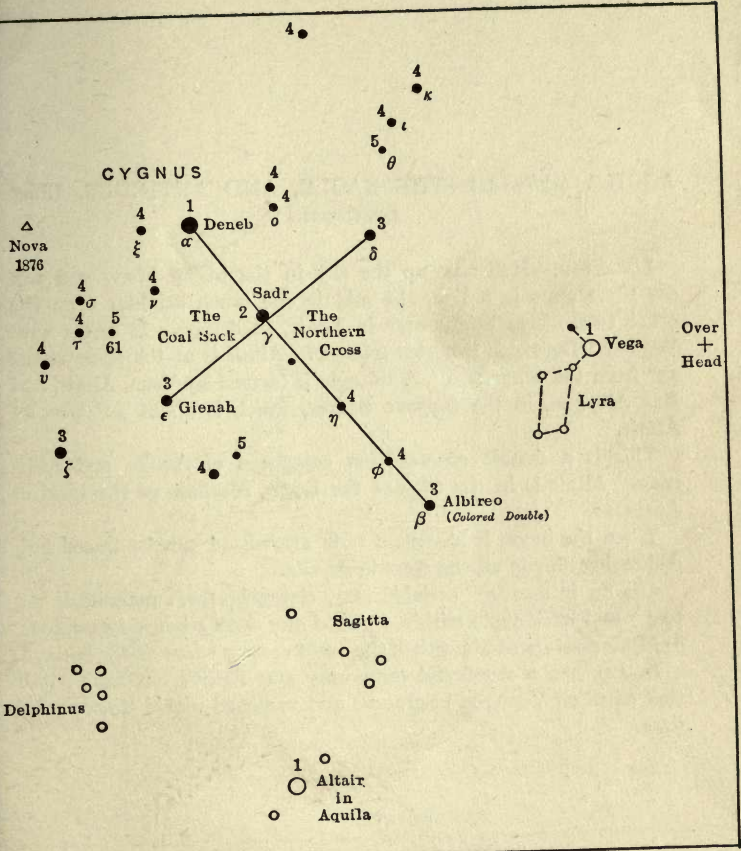 4
4
κ
4
ι
5
θ
CYGNUS
4
4
ο
1
Deneb
α
4
ξ
3
δ
Nova
1876
4
σ
4
ν
Sadr
2
γ
The
Coal Sack
The
Northern
Cross
4
τ
5
61
4
υ
1
Vega
Over
Head
Lyra
3
ε
Gienah
4
η
3
ζ
5
4
4
φ
3
β
Albireo
(Colored Double)
Sagitta
Delphinus
1
Altair
in
Aquila